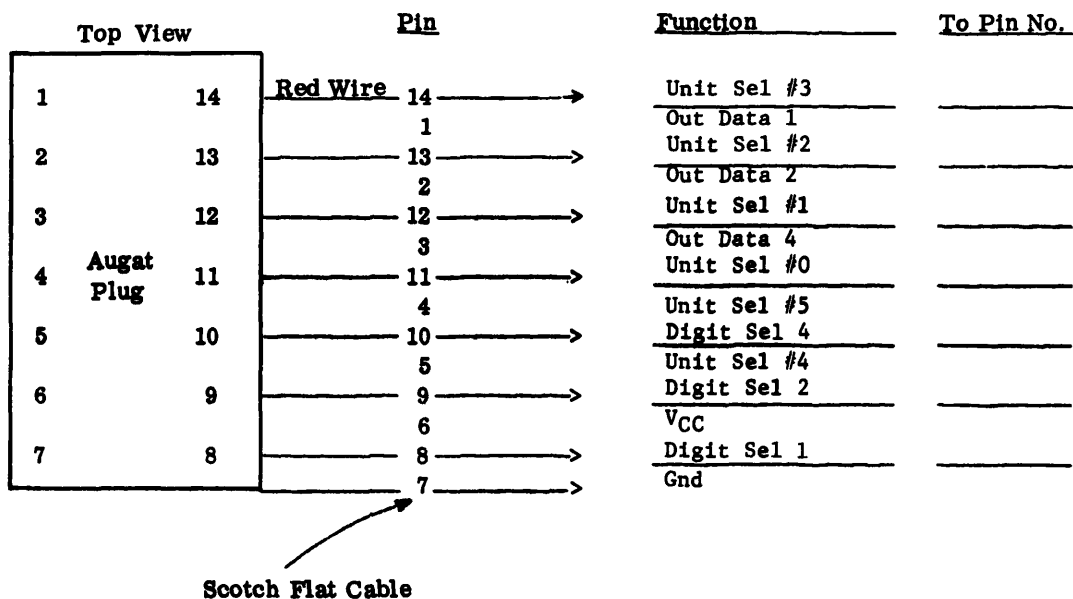 Top View Pin Function To Pin No.
1 14 Red Wire 14 Unit Sel #3
1 Out Data 1
2 13 13 Unit Sel #2
2 Out Data 2
3 12 12 Unit Sel #1
3 Out Data 4
4 Augat Plug 11 11 Unit Sel #0
4 Unit Sel #5
5 10 10 Digit Sel 4
5 Unit Sel #4
6 9 9 Digit Sel 2
6 VCC
7 8 8 Digit Sel 1
7 Gnd
Scotch Flat Cable